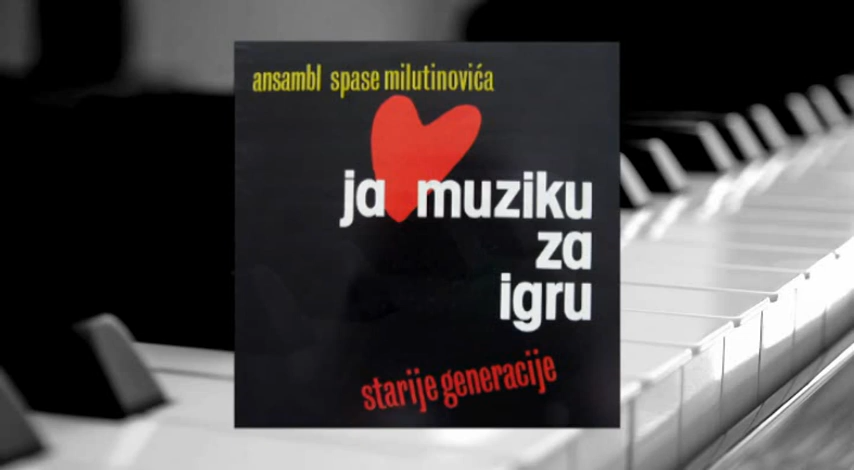 ansambl spase milutinovića
ja muziku
za
igru
starije generacije